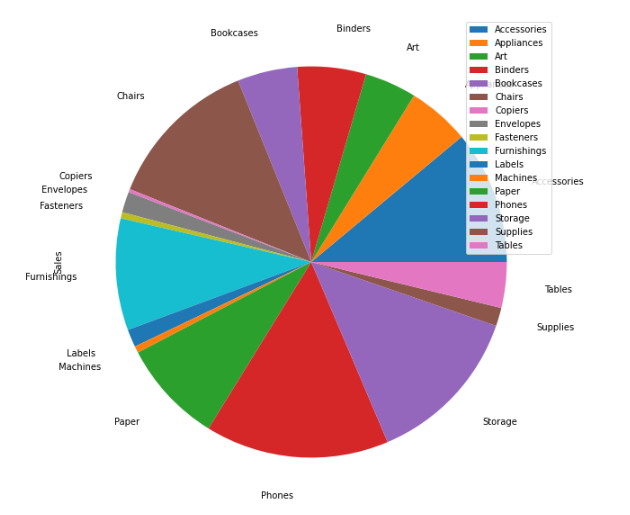 Binders
Bookcases
Art
Chairs
Copiers
Envelopes
Fasteners
Sales
Furnishings
Labels
Machines
Paper
Phones
Storage
Supplies
Tables
Accessories
Appliances
Accessories
Appliances
Art
Binders
Bookcases
Chairs
Copiers
Envelopes
Fasteners
Furnishings
Labels
Machines
Paper
Phones
Storage
Supplies
Tables